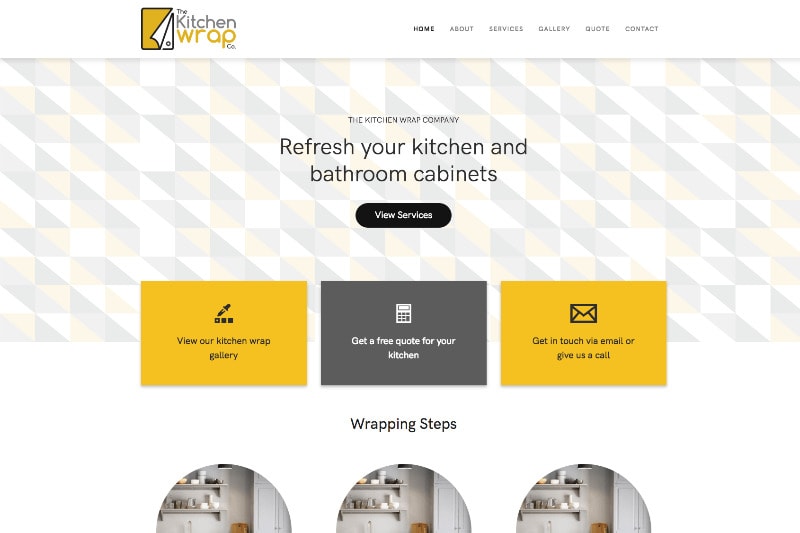 The
Kitchen
wrap
Co.
HOME ABOUT SERVICES GALLERY QUOTE CONTACT
THE KITCHEN WRAP COMPANY
Refresh your kitchen and
bathroom cabinets
View Services
View our kitchen wrap
gallery
Get a free quote for your
kitchen
Get in touch via email or
give us a call
Wrapping Steps